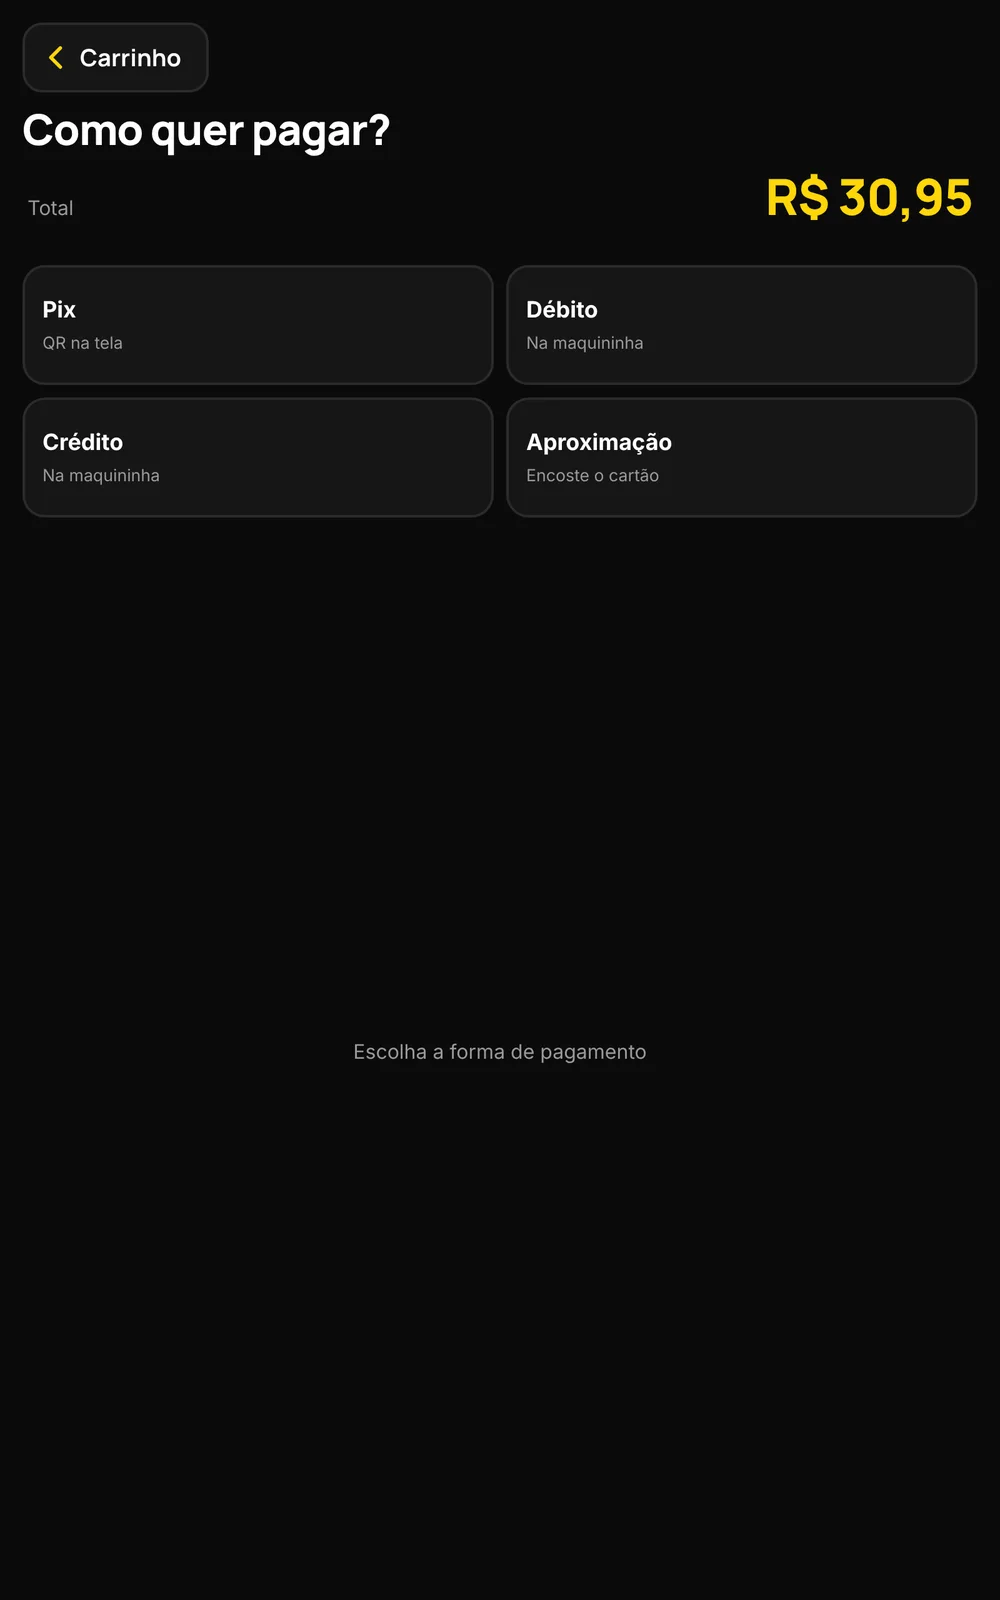 Carrinho
Como quer pagar?
Total
R$ 30,95
Pix
QR na tela
Débito
Na maquininha
Crédito
Na maquininha
Aproximação
Encoste o cartão
Escolha a forma de pagamento